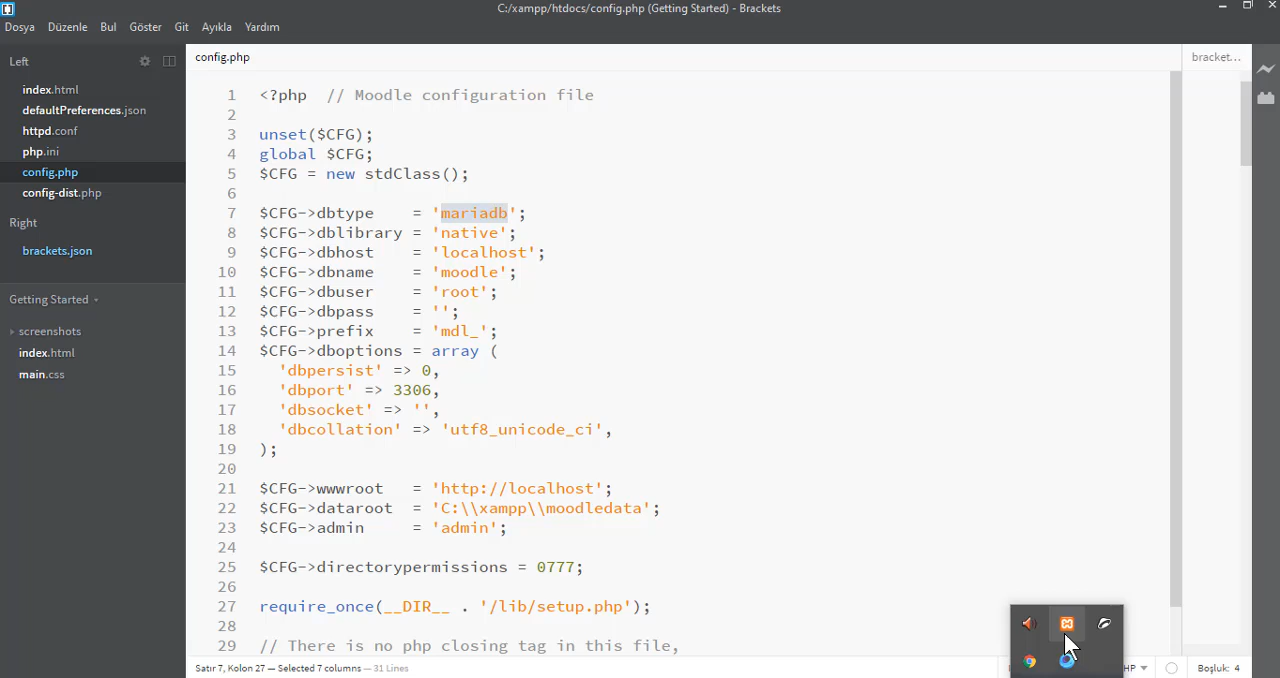 C:/xampp/htdocs/config.php (Getting Started) - Brackets
Dosya Düzenle Bul Göster Git Ayıkla Yardım
Left
index.html
defaultPreferences.json
httpd.conf
php.ini
config.php
config-dist.php
Right
brackets.json
Getting Started
screenshots
index.html
main.css
config.php
bracket...
1 <?php // Moodle configuration file
2
3 unset($CFG);
4 global $CFG;
5 $CFG = new stdClass();
6
7 $CFG->dbtype    = 'mariadb';
8 $CFG->dblibrary = 'native';
9 $CFG->dbhost    = 'localhost';
10 $CFG->dbname    = 'moodle';
11 $CFG->dbuser    = 'root';
12 $CFG->dbpass    = '';
13 $CFG->prefix    = 'mdl_';
14 $CFG->dboptions = array (
15   'dbpersist' => 0,
16   'dbport' => 3306,
17   'dbsocket' => '',
18   'dbcollation' => 'utf8_unicode_ci',
19 );
20
21 $CFG->wwwroot   = 'http://localhost';
22 $CFG->dataroot  = 'C:\\xampp\\moodledata';
23 $CFG->admin     = 'admin';
24
25 $CFG->directorypermissions = 0777;
26
27 require_once(__DIR__ . '/lib/setup.php');
28
29 // There is no php closing tag in this file,
Satır 7, Kolon 27 — Selected 7 columns — 31 Lines
HP
Boşluk: 4